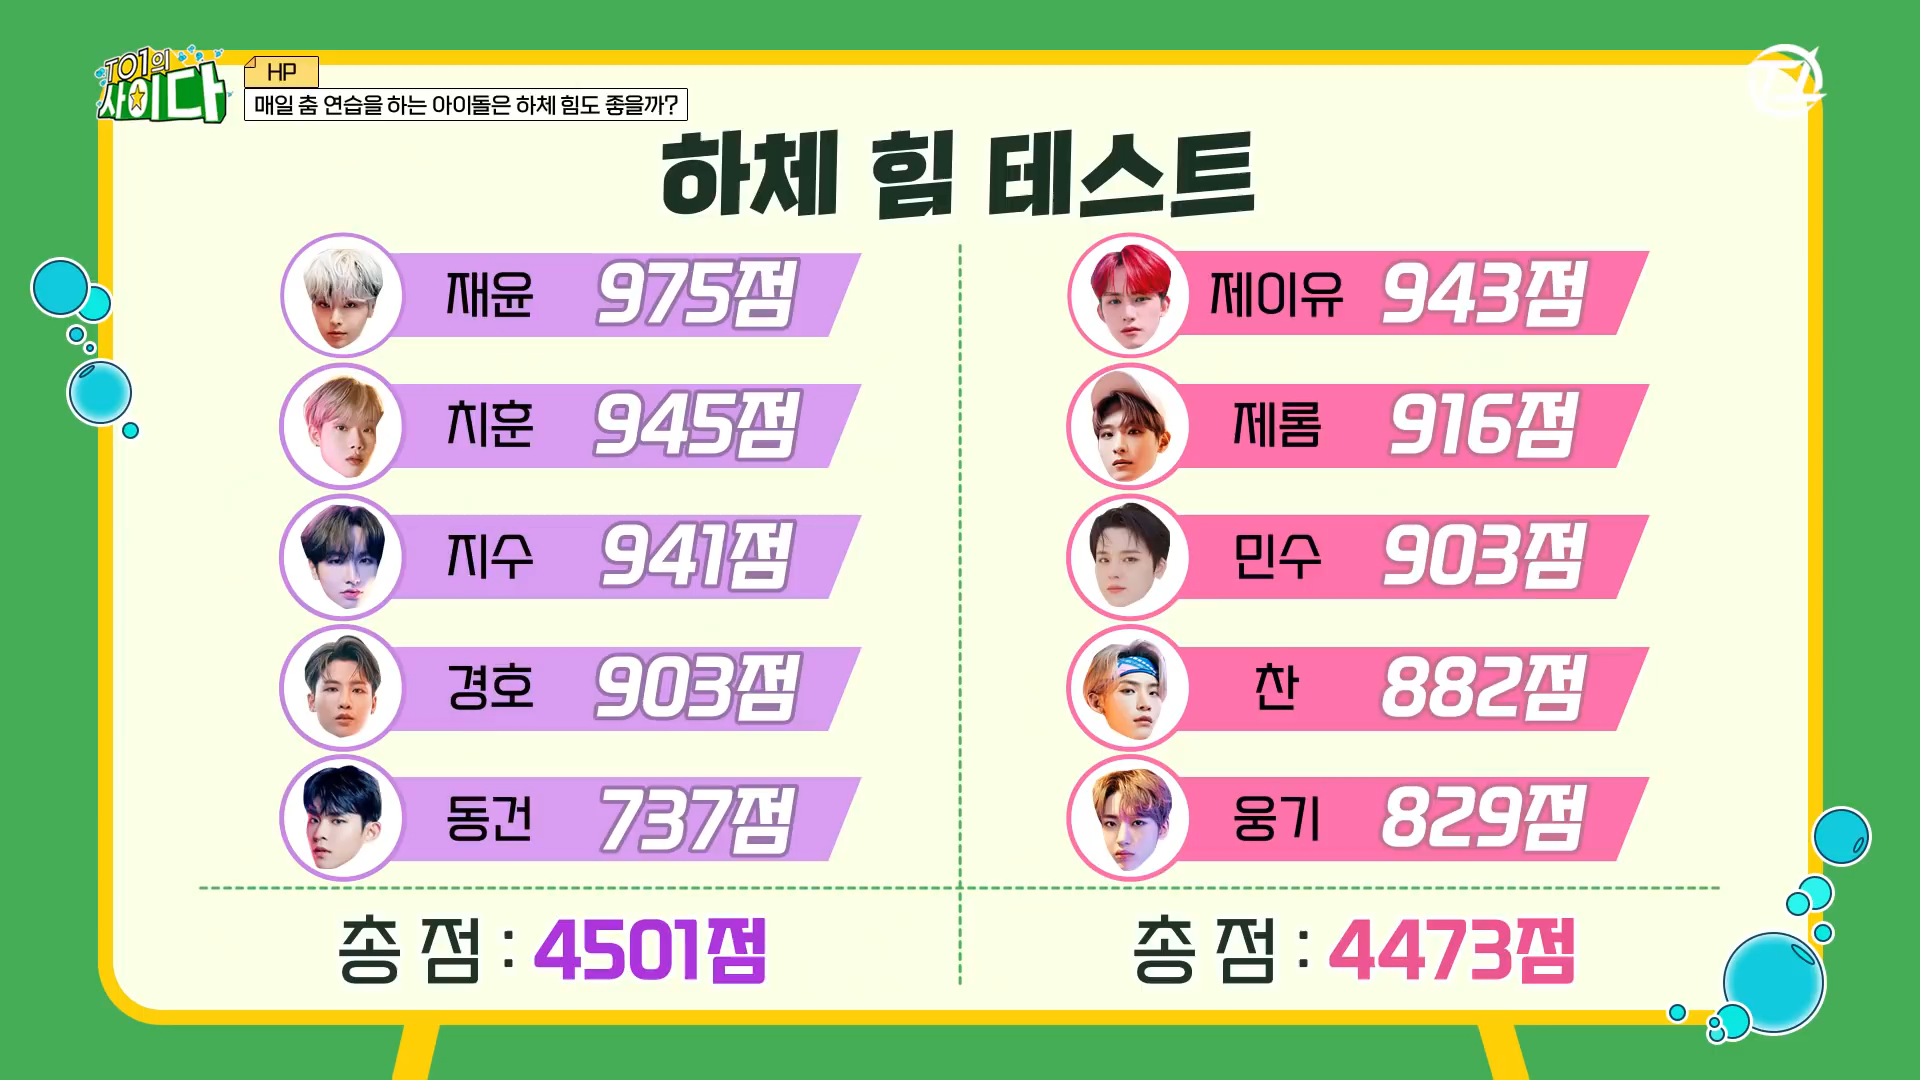 TO1의
사이다
HP
매일 춤 연습을 하는 아이돌은 하체 힘도 좋을까?
하체 힘 테스트
재윤 975점
치훈 945점
지수 941점
경호 903점
동건 737점
총 점 : 4501점
제이유 943점
제롬 916점
민수 903점
찬 882점
웅기 829점
총 점 : 4473점